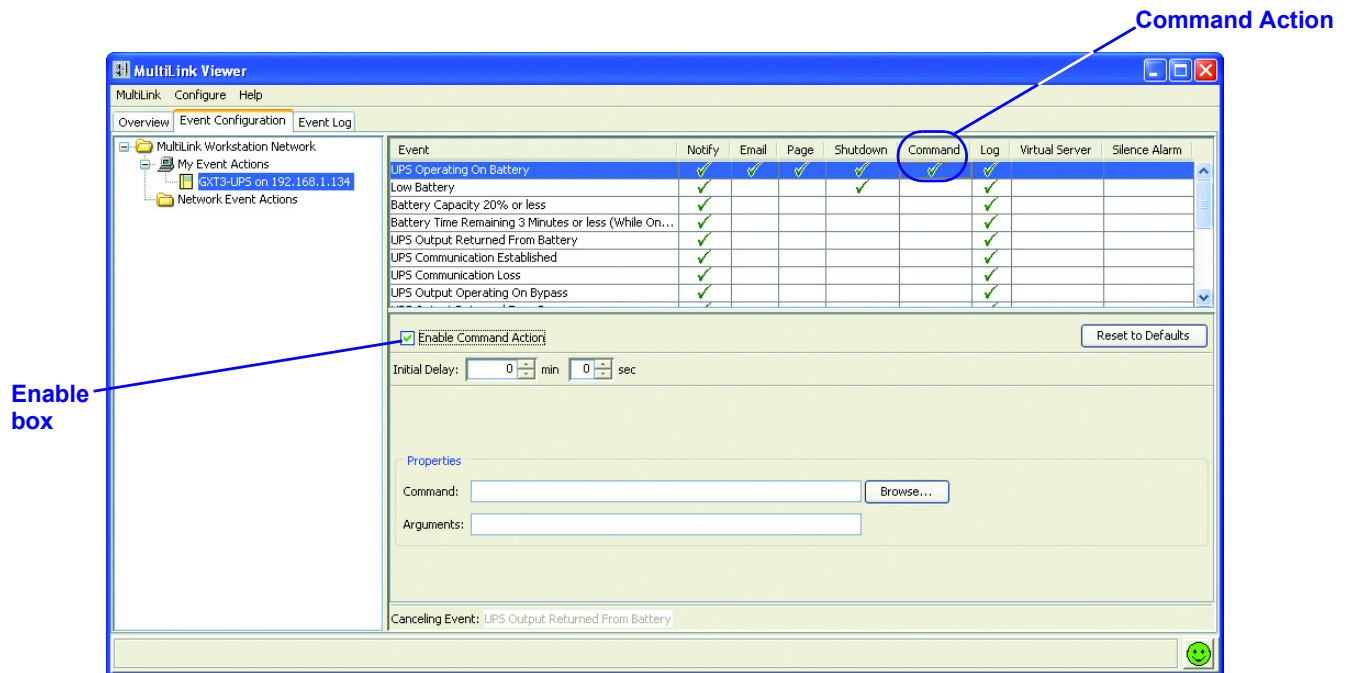 Command Action
MultiLink Viewer
MultiLink Configure Help
Overview Event Configuration Event Log
MultiLink Workstation Network
My Event Actions
GXT3-UPS on 192.168.1.134
Network Event Actions
Event Notify Email Page Shutdown Command Log Virtual Server Silence Alarm
UPS Operating On Battery
Low Battery
Battery Capacity 20% or less
Battery Time Remaining 3 Minutes or less (While On...
UPS Output Returned From Battery
UPS Communication Established
UPS Communication Loss
UPS Output Operating On Bypass
Enable Command Action Reset to Defaults
Initial Delay: 0 min 0 sec
Enable
box
Properties
Command: Browse...
Arguments:
Canceling Event: UPS Output Returned From Battery